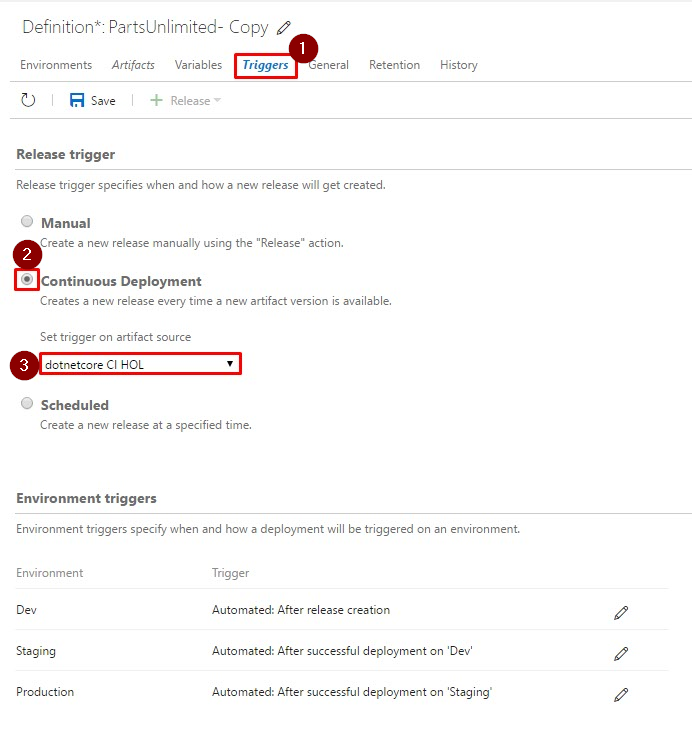 Definition*: PartsUnlimited- Copy
1
Environments Artifacts Variables Triggers General Retention History
Save Release
Release trigger
Release trigger specifies when and how a new release will get created.
Manual
Create a new release manually using the "Release" action.
2
Continuous Deployment
Creates a new release every time a new artifact version is available.
Set trigger on artifact source
3 dotnetcore CI HOL
Scheduled
Create a new release at a specified time.
Environment triggers
Environment triggers specify when and how a deployment will be triggered on an environment.
Environment Trigger
Dev Automated: After release creation
Staging Automated: After successful deployment on 'Dev'
Production Automated: After successful deployment on 'Staging'